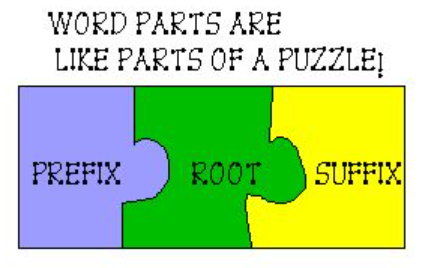 WORD PARTS ARE
LIKE PARTS OF A PUZZLE!
PREFIX ROOT SUFFIX